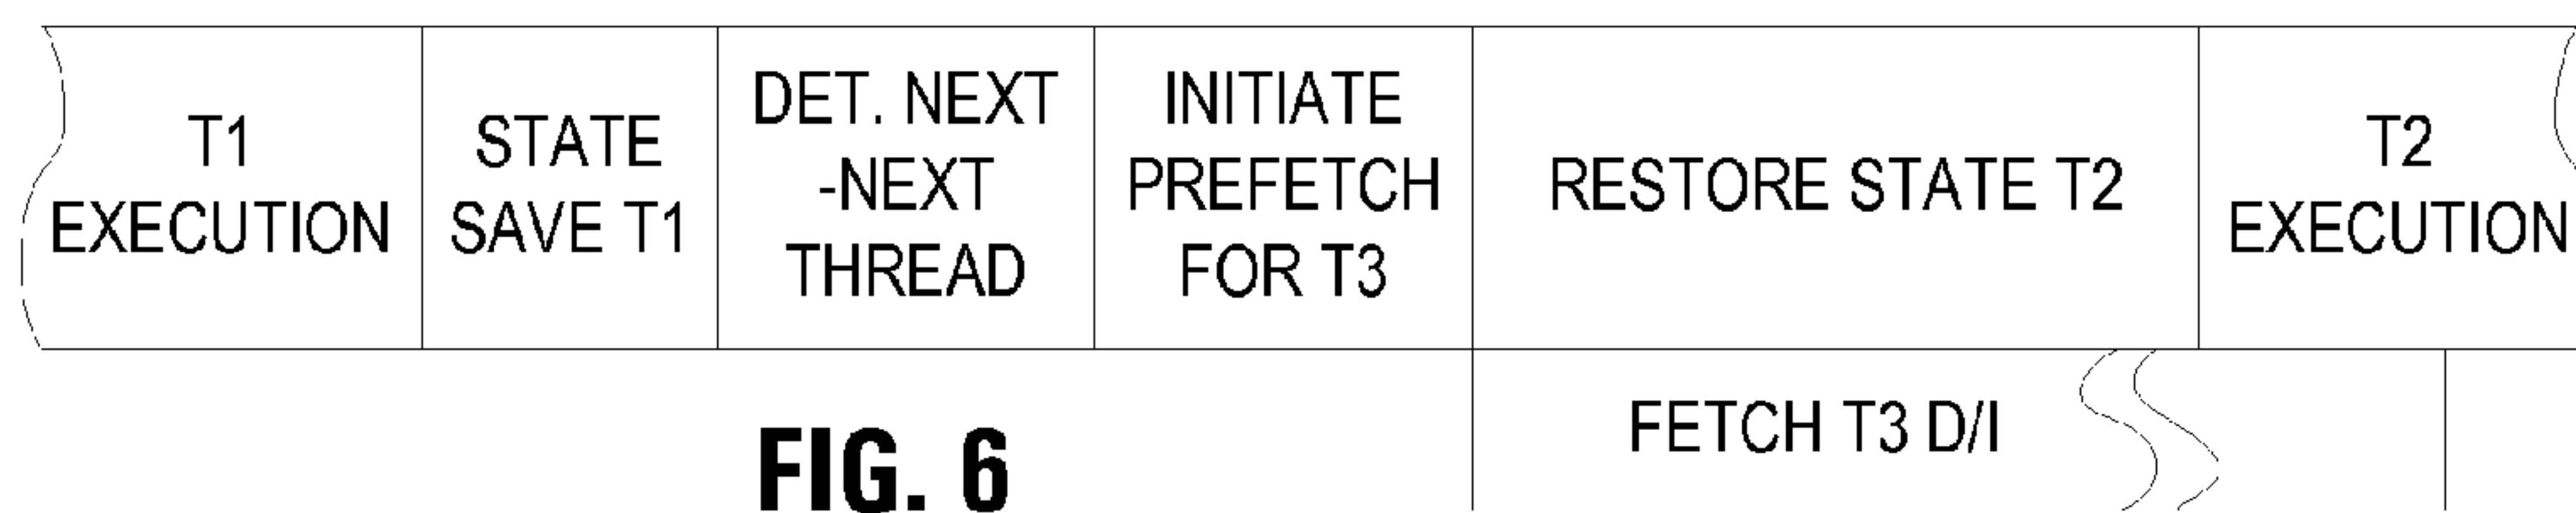 T1
EXECUTION
STATE
SAVE T1
DET. NEXT
-NEXT
THREAD
INITIATE
PREFETCH
FOR T3
RESTORE STATE T2
T2
EXECUTION
FETCH T3 D/I
FIG. 6